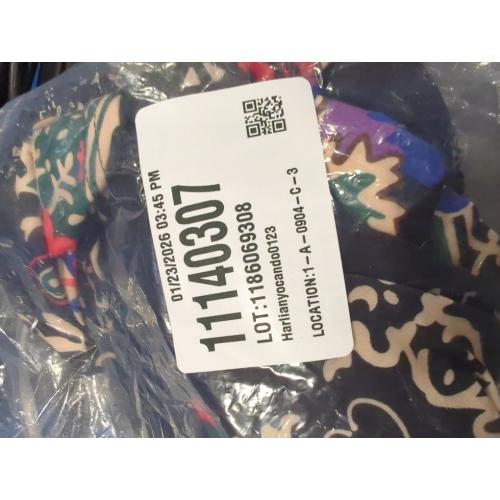 01/23/2026 03:45 PM
11140307
LOT:1186069308
Harlianyocando0123
LOCATION:1-A-0904-C-3